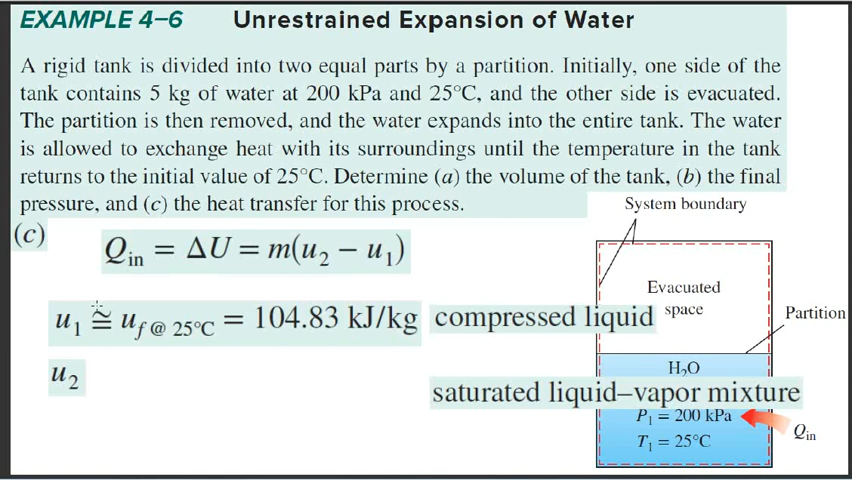 EXAMPLE 4–6 Unrestrained Expansion of Water
A rigid tank is divided into two equal parts by a partition. Initially, one side of the
tank contains 5 kg of water at 200 kPa and 25°C, and the other side is evacuated.
The partition is then removed, and the water expands into the entire tank. The water
is allowed to exchange heat with its surroundings until the temperature in the tank
returns to the initial value of 25°C. Determine (a) the volume of the tank, (b) the final
pressure, and (c) the heat transfer for this process.
System boundary
(c)
Q_in = ΔU = m(u₂ − u₁)
Evacuated
space
Partition
u₁ ≅ u_f @ 25°C = 104.83 kJ/kg compressed liquid
H₂O
u₂
saturated liquid–vapor mixture
P₁ = 200 kPa
T₁ = 25°C
Q_in